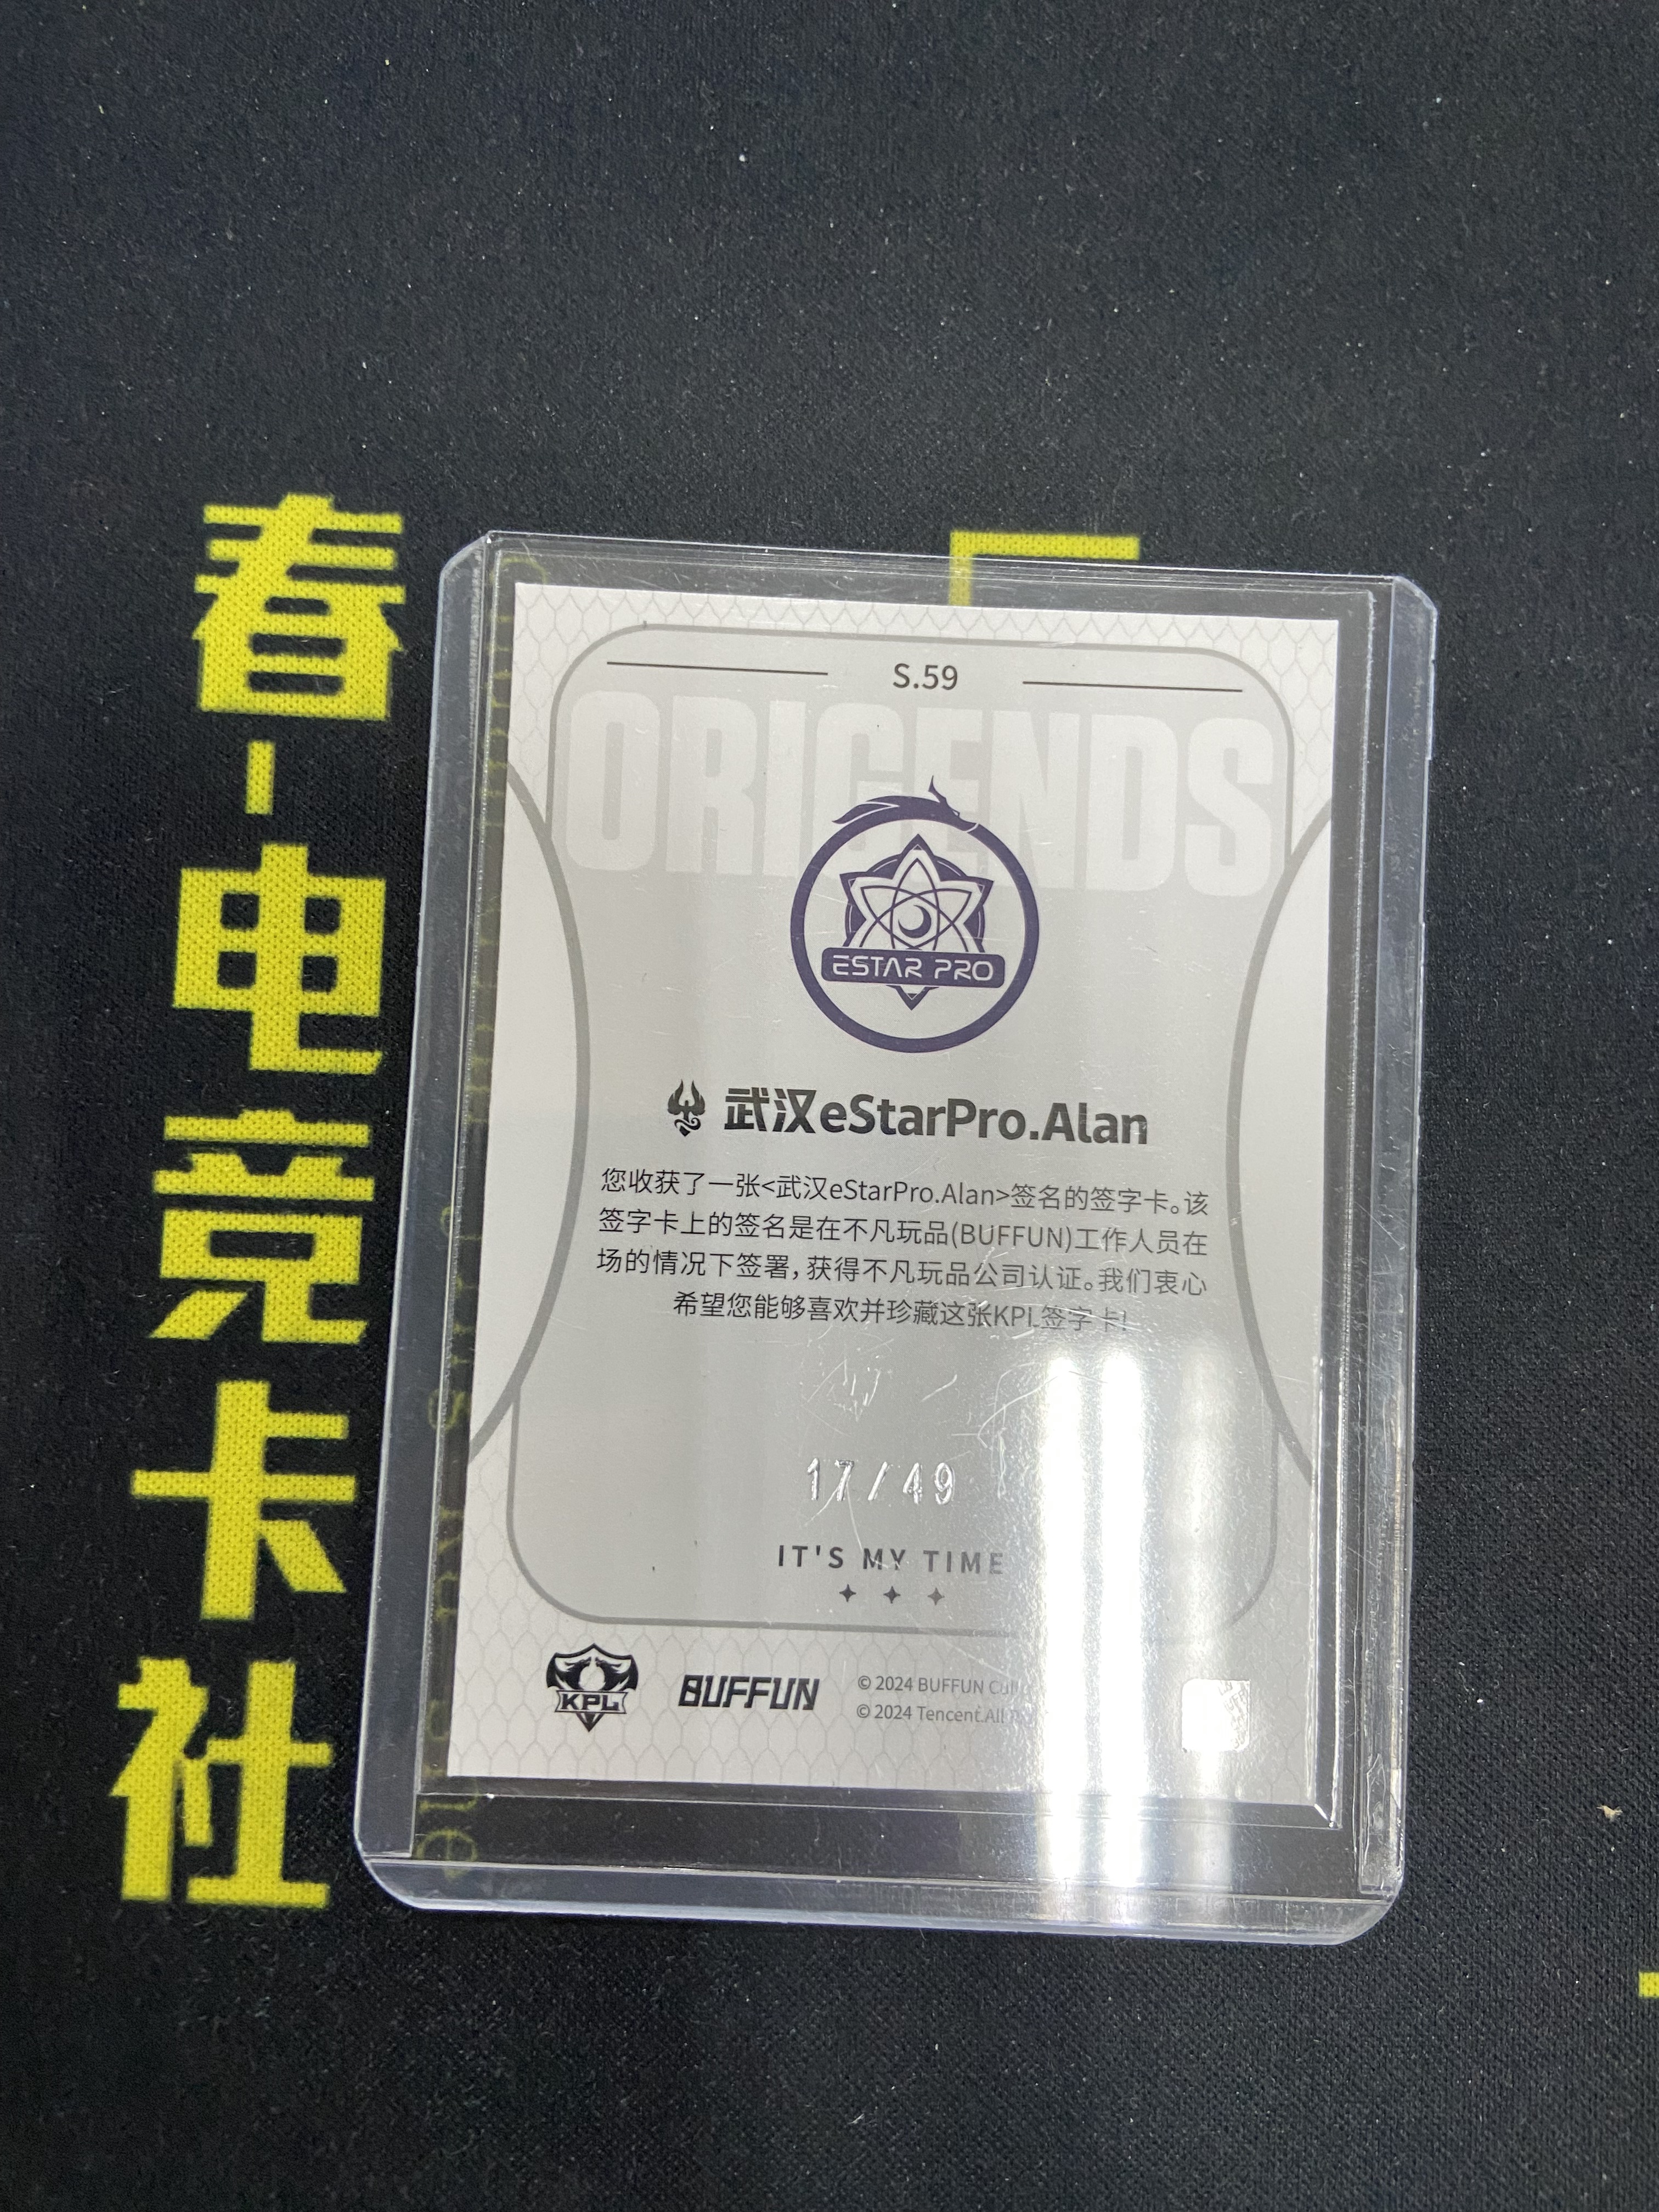 春-电竞卡社
S.59
ORIGENDS
ESTAR PRO
武汉eStarPro.Alan
您收获了一张<武汉eStarPro.Alan>签名的签字卡。该
签字卡上的签名是在不凡玩品(BUFFUN)工作人员在
场的情况下签署，获得不凡玩品公司认证。我们衷心
希望您能够喜欢并珍藏这张KPL签字卡!
17/49
IT'S MY TIME
KPL
BUFFUN
© 2024 BUFFUN
© 2024 Tencent.All